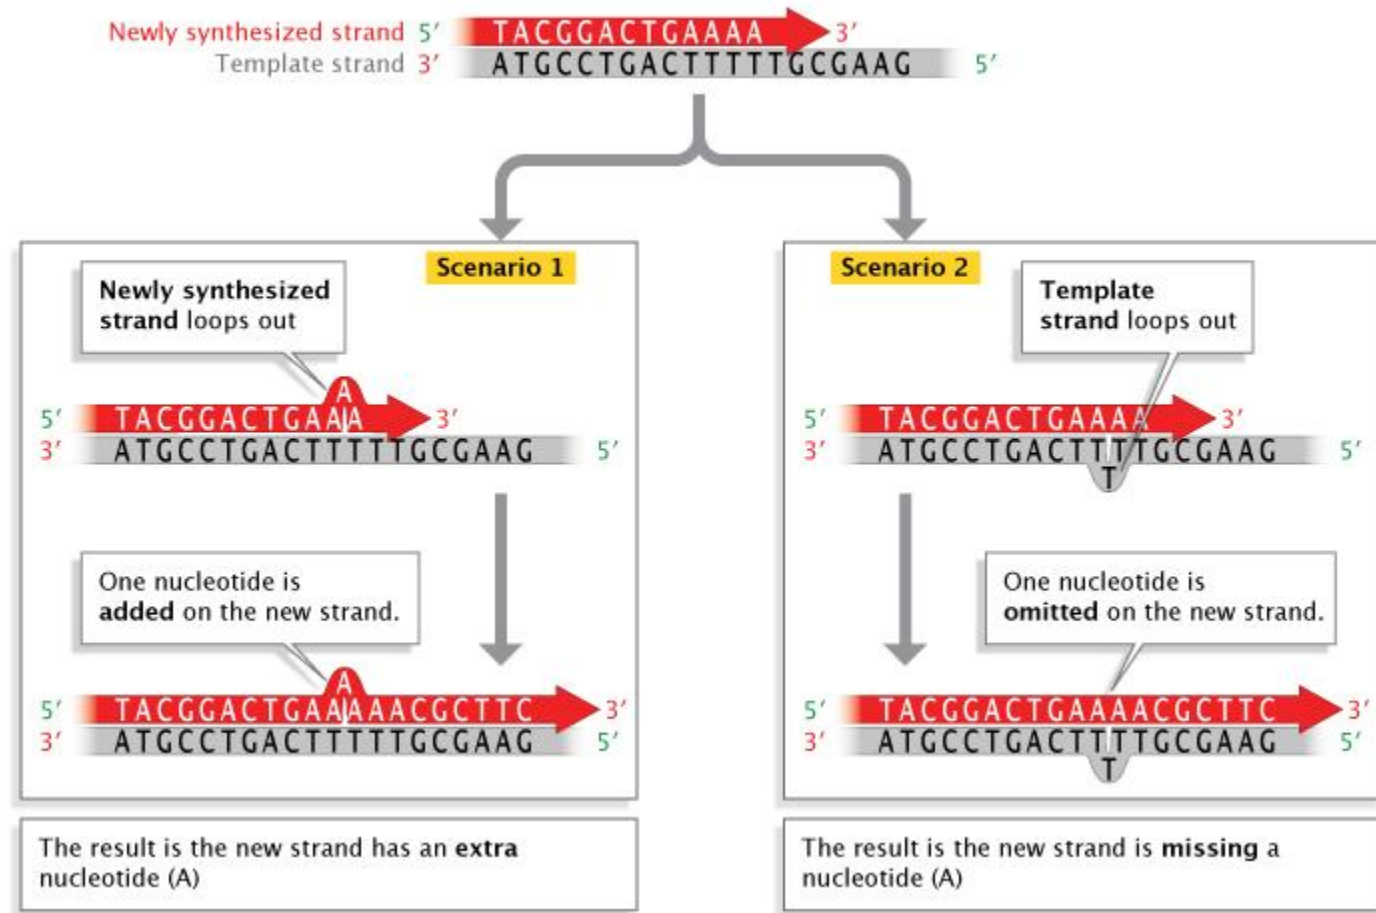 Newly synthesized strand 5′ TACGGACTGAAAA 3′
Template strand 3′ ATGCCTGACTTTTTGCGAAG 5′
Scenario 1
Newly synthesized
strand loops out
A
5′ TACGGACTGAAA 3′
3′ ATGCCTGACTTTTTGCGAAG 5′
One nucleotide is
added on the new strand.
A
5′ TACGGACTGAAAAACGCTTC 3′
3′ ATGCCTGACTTTTTGCGAAG 5′
The result is the new strand has an extra
nucleotide (A)
Scenario 2
Template
strand loops out
5′ TACGGACTGAAAA 3′
3′ ATGCCTGACTTTTGCGAAG 5′
T
One nucleotide is
omitted on the new strand.
5′ TACGGACTGAAAACGCTTC 3′
3′ ATGCCTGACTTTTGCGAAG 5′
T
The result is the new strand is missing a
nucleotide (A)